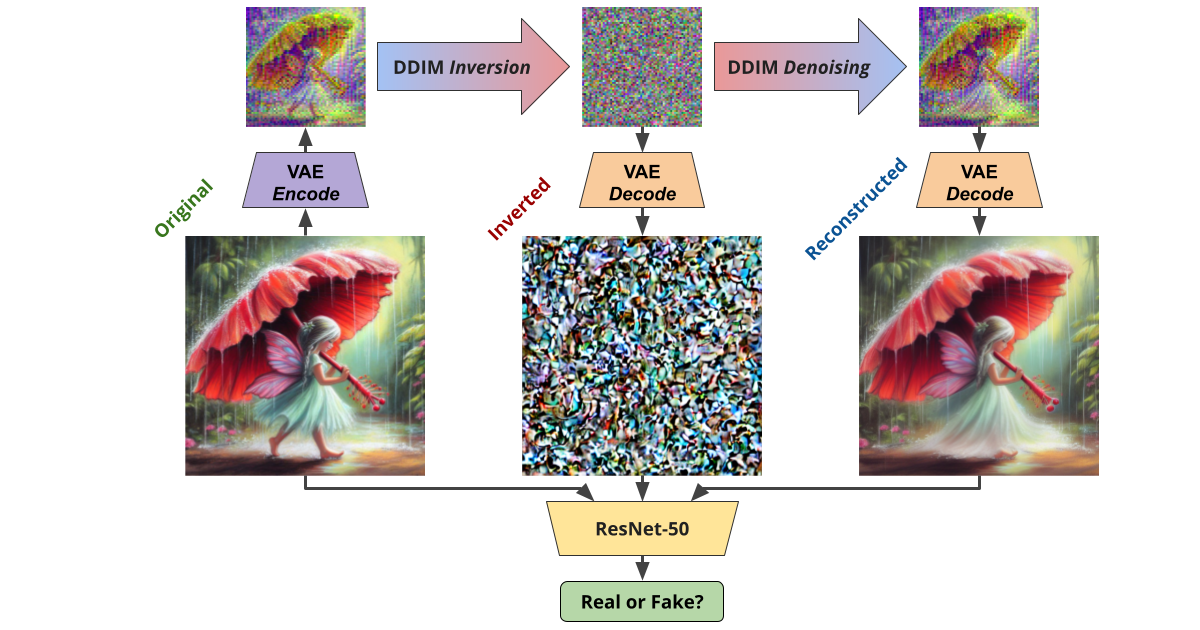 DDIM Inversion
DDIM Denoising
VAE
Encode
VAE
Decode
VAE
Decode
Original
Inverted
Reconstructed
ResNet-50
Real or Fake?